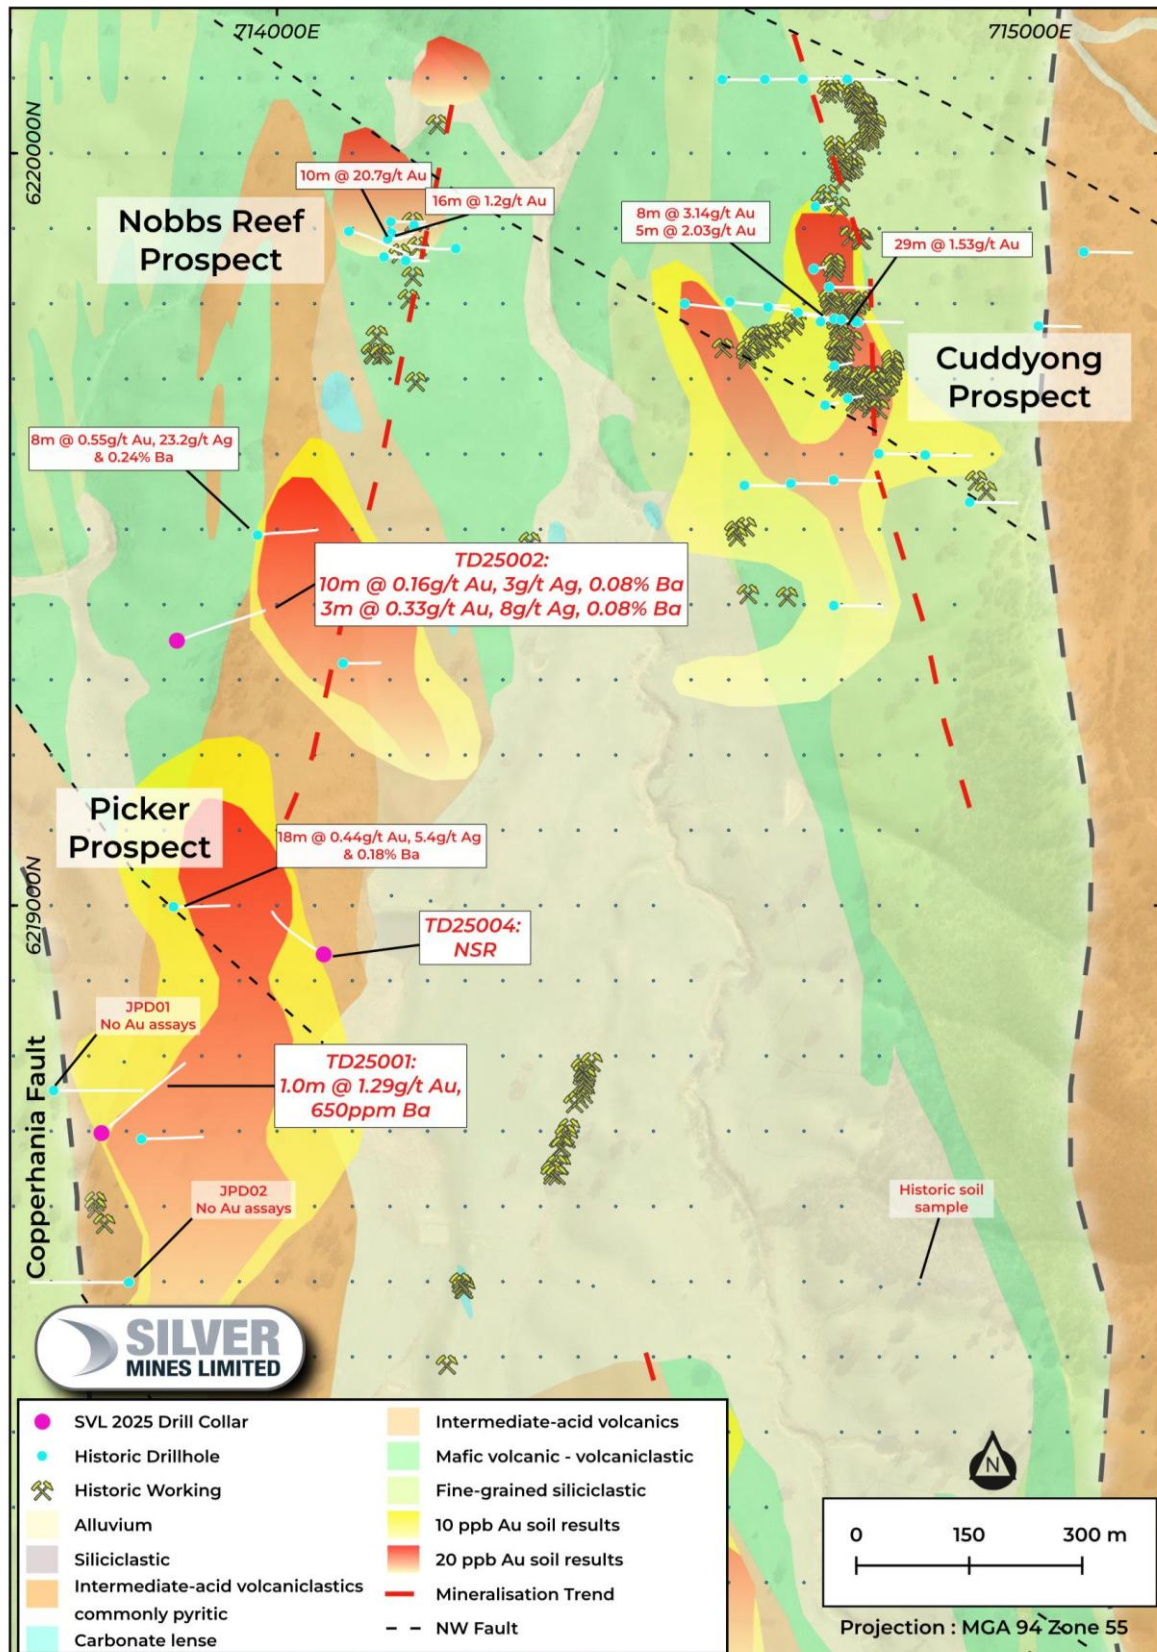 714000E
715000E
6220000N
10m @ 20.7g/t Au
16m @ 1.2g/t Au
Nobbs Reef
Prospect
8m @ 3.14g/t Au
5m @ 2.03g/t Au
29m @ 1.53g/t Au
Cuddyong
Prospect
8m @ 0.55g/t Au, 23.2g/t Ag
& 0.24% Ba
TD25002:
10m @ 0.16g/t Au, 3g/t Ag, 0.08% Ba
3m @ 0.33g/t Au, 8g/t Ag, 0.08% Ba
Picker
Prospect
18m @ 0.44g/t Au, 5.4g/t Ag
& 0.18% Ba
6219000N
TD25004:
NSR
JPD01
No Au assays
Copperhania Fault
TD25001:
1.0m @ 1.29g/t Au,
650ppm Ba
JPD02
No Au assays
Historic soil
sample
SILVER
MINES LIMITED
SVL 2025 Drill Collar
Historic Drillhole
Historic Working
Alluvium
Siliciclastic
Intermediate-acid volcaniclastics
commonly pyritic
Carbonate lense
Intermediate-acid volcanics
Mafic volcanic - volcaniclastic
Fine-grained siliciclastic
10 ppb Au soil results
20 ppb Au soil results
Mineralisation Trend
NW Fault
N
0 150 300 m
Projection : MGA 94 Zone 55